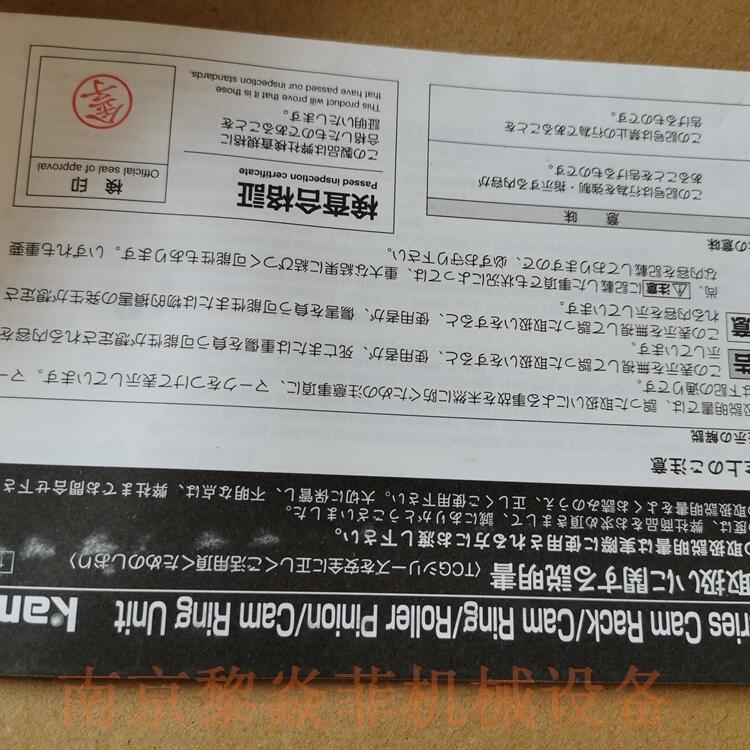 ries Cam Rack/Cam Ring/Roller Pinion/Cam Ring Unit Kam
取扱いに関する説明書 〈TCGシリーズを安全に正しくご活用頂くためのしおり〉
の取扱説明書は実際に使用される方にお渡し下さい。
度は、弊社商品をお求め頂きまして、誠にありがとうございました。
取扱説明書をよくお読みのうえ、正しくご使用下さい。大切に保管し、不明な点は、弊社までお問合せ下さ
上のご注意
示の解説
扱説明書では、誤った取扱いによる事故を未然に防ぐための注意事項に、マークをつけて表示しています。マー
は下記の通りです。
告 この表示を無視して誤った取扱いをすると、使用者が、死亡または重傷を負う可能性が想定される内容を
示しています。
意 この表示を無視して誤った取扱いをすると、使用者が、傷害を負う可能性または物的損害の発生が想定さ
れる内容を示しています。
尚、⚠注意に記載した事項でも状況によっては、重大な結果に結びつく可能性もあります。いずれも重要
な内容を記載しておりますので、必ずお守り下さい。
の意味
意 味
この記号は行為を強制・指示する内容が
あることを告げるものです。
この記号は禁止の行為であることを
告げるものです。
検査合格証
Passed inspection certificate
この製品は弊社検査規格に
合格したものであることを
証明いたします。
This product will prove that it is those
that have passed our inspection standards.
検 印
Official seal of approval
金子
南京黎焱菲机械设备